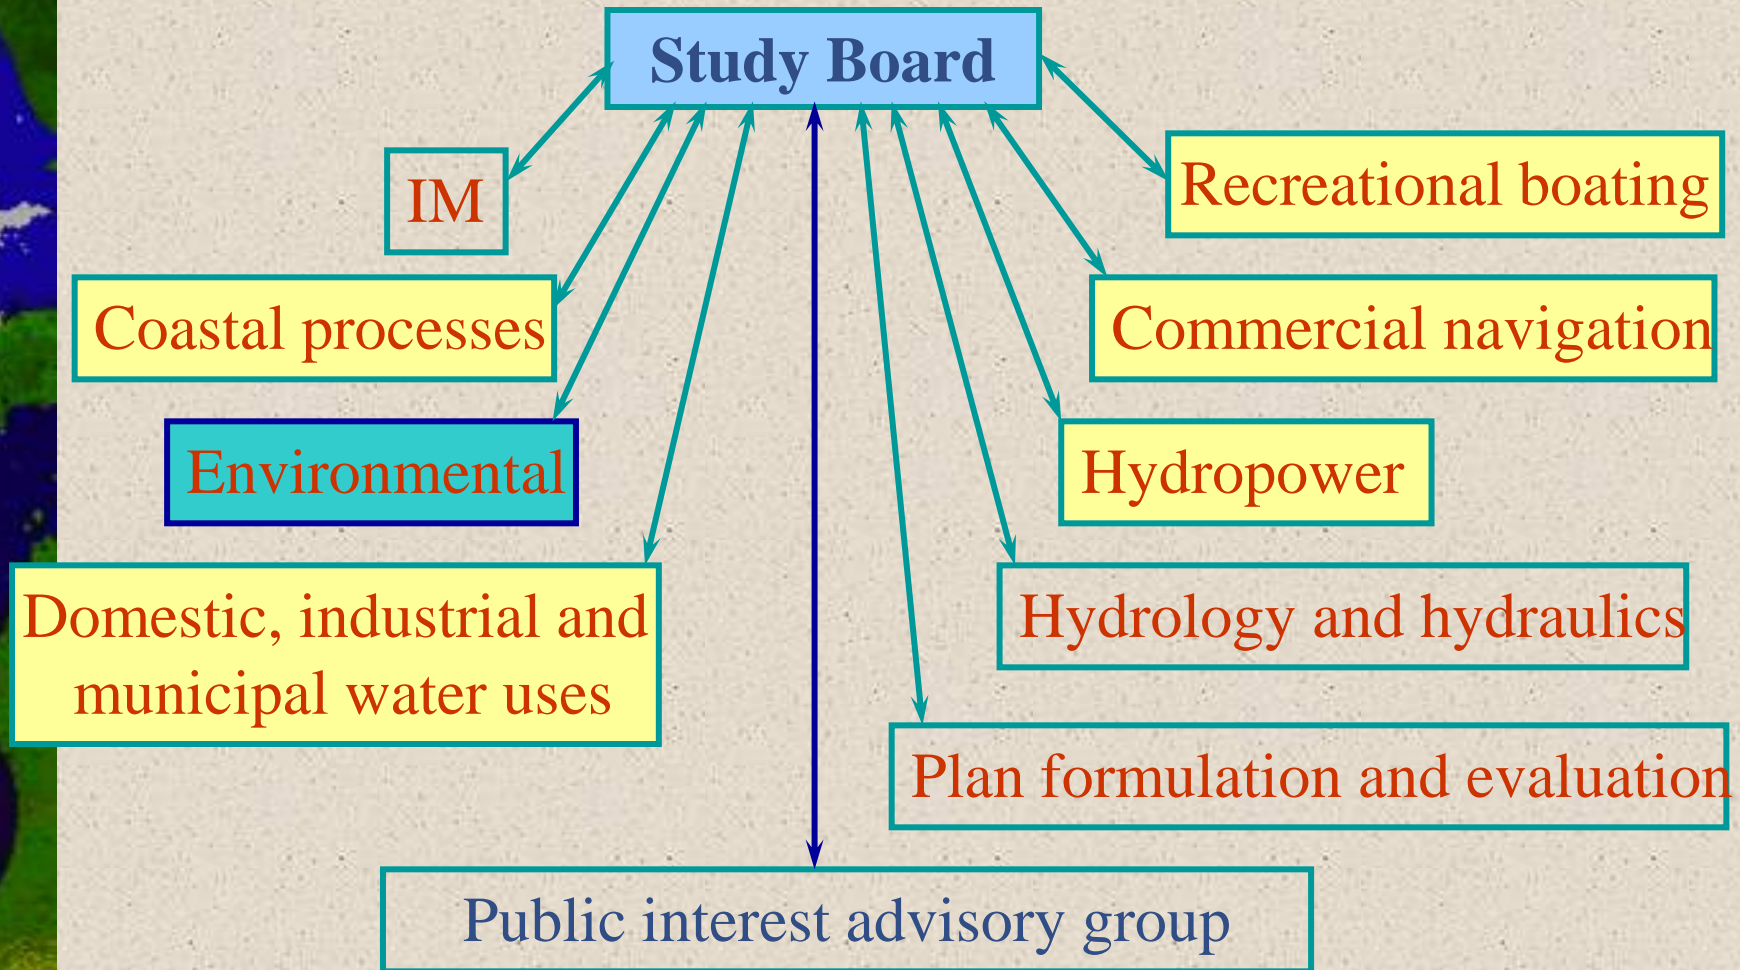 Study Board
IM
Recreational boating
Coastal processes
Commercial navigation
Environmental
Hydropower
Domestic, industrial and
municipal water uses
Hydrology and hydraulics
Plan formulation and evaluation
Public interest advisory group